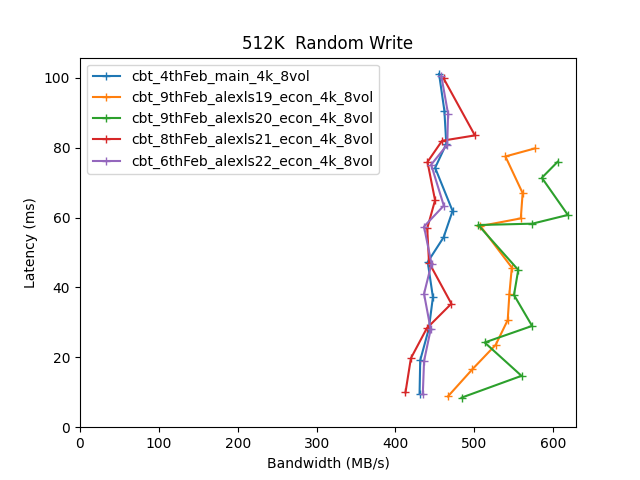 512K  Random Write
cbt_4thFeb_main_4k_8vol
cbt_9thFeb_alexls19_econ_4k_8vol
cbt_9thFeb_alexls20_econ_4k_8vol
cbt_8thFeb_alexls21_econ_4k_8vol
cbt_6thFeb_alexls22_econ_4k_8vol
Latency (ms)
100
80
60
40
20
0
0 100 200 300 400 500 600
Bandwidth (MB/s)